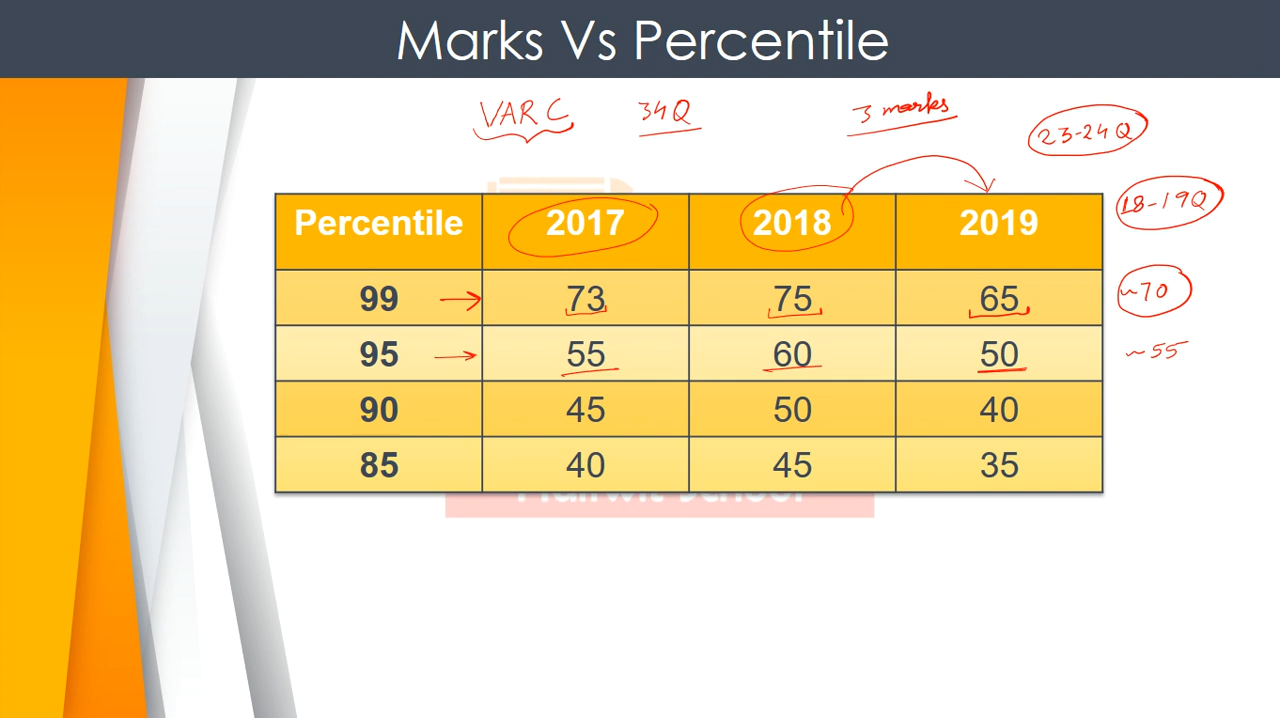 Marks Vs Percentile
VARC 34Q 3 marks 23-24Q
Percentile 2017 2018 2019 18-19Q
99 73 75 65 ~70
95 55 60 50 ~55
90 45 50 40
85 40 45 35